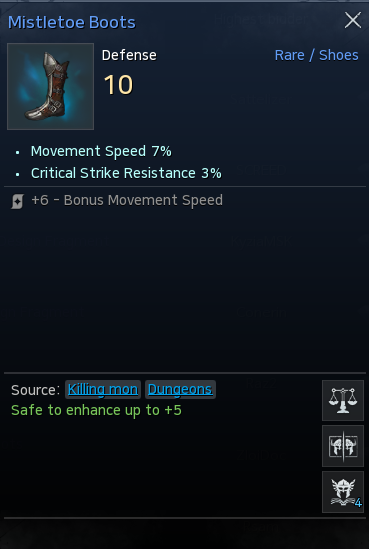 Mistletoe Boots
Defense
Rare / Shoes
10
• Movement Speed 7%
• Critical Strike Resistance 3%
+6 - Bonus Movement Speed
Source: Killing mon Dungeons
Safe to enhance up to +5
4